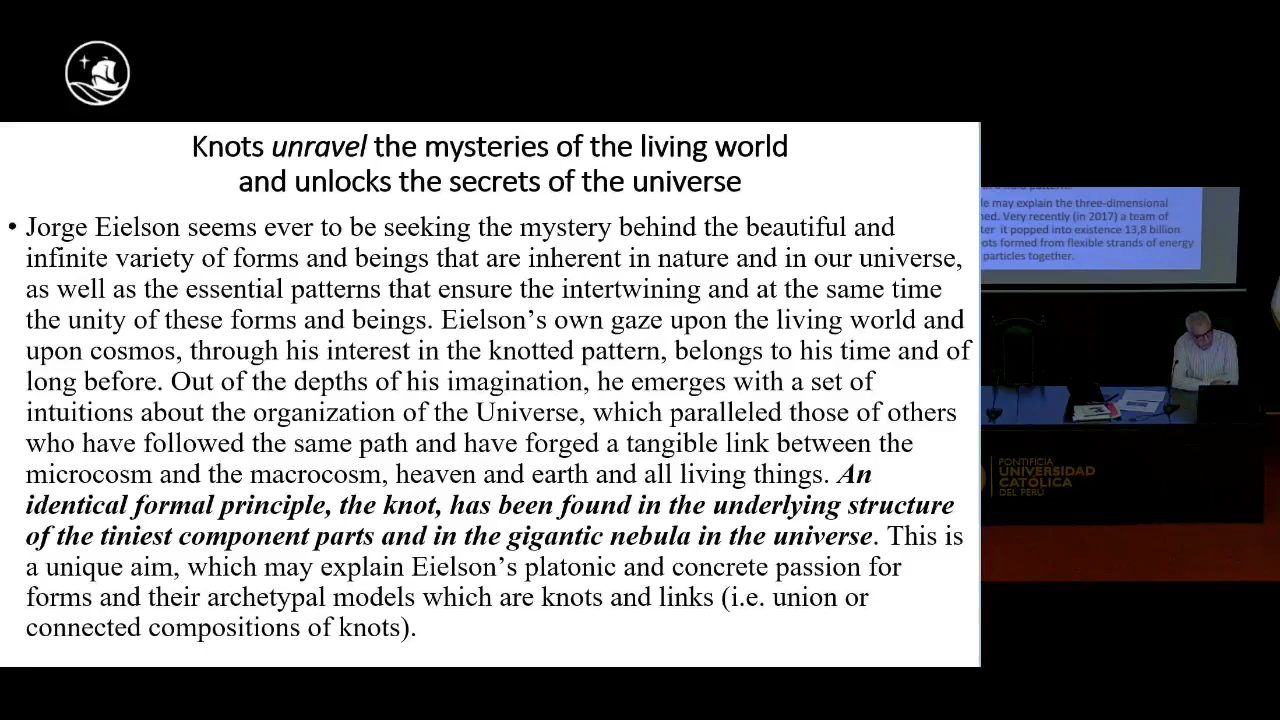 Knots unravel the mysteries of the living world
and unlocks the secrets of the universe
• Jorge Eielson seems ever to be seeking the mystery behind the beautiful and
infinite variety of forms and beings that are inherent in nature and in our universe,
as well as the essential patterns that ensure the intertwining and at the same time
the unity of these forms and beings. Eielson’s own gaze upon the living world and
upon cosmos, through his interest in the knotted pattern, belongs to his time and of
long before. Out of the depths of his imagination, he emerges with a set of
intuitions about the organization of the Universe, which paralleled those of others
who have followed the same path and have forged a tangible link between the
microcosm and the macrocosm, heaven and earth and all living things. An
identical formal principle, the knot, has been found in the underlying structure
of the tiniest component parts and in the gigantic nebula in the universe. This is
a unique aim, which may explain Eielson’s platonic and concrete passion for
forms and their archetypal models which are knots and links (i.e. union or
connected compositions of knots).
le may explain the three-dimensional
ned. Very recently (in 2017) a team of
ter it popped into existence 13,8 billion
ots formed from flexible strands of energy
particles together.
PONTIFICIA
UNIVERSIDAD
CATÓLICA
DEL PERÚ